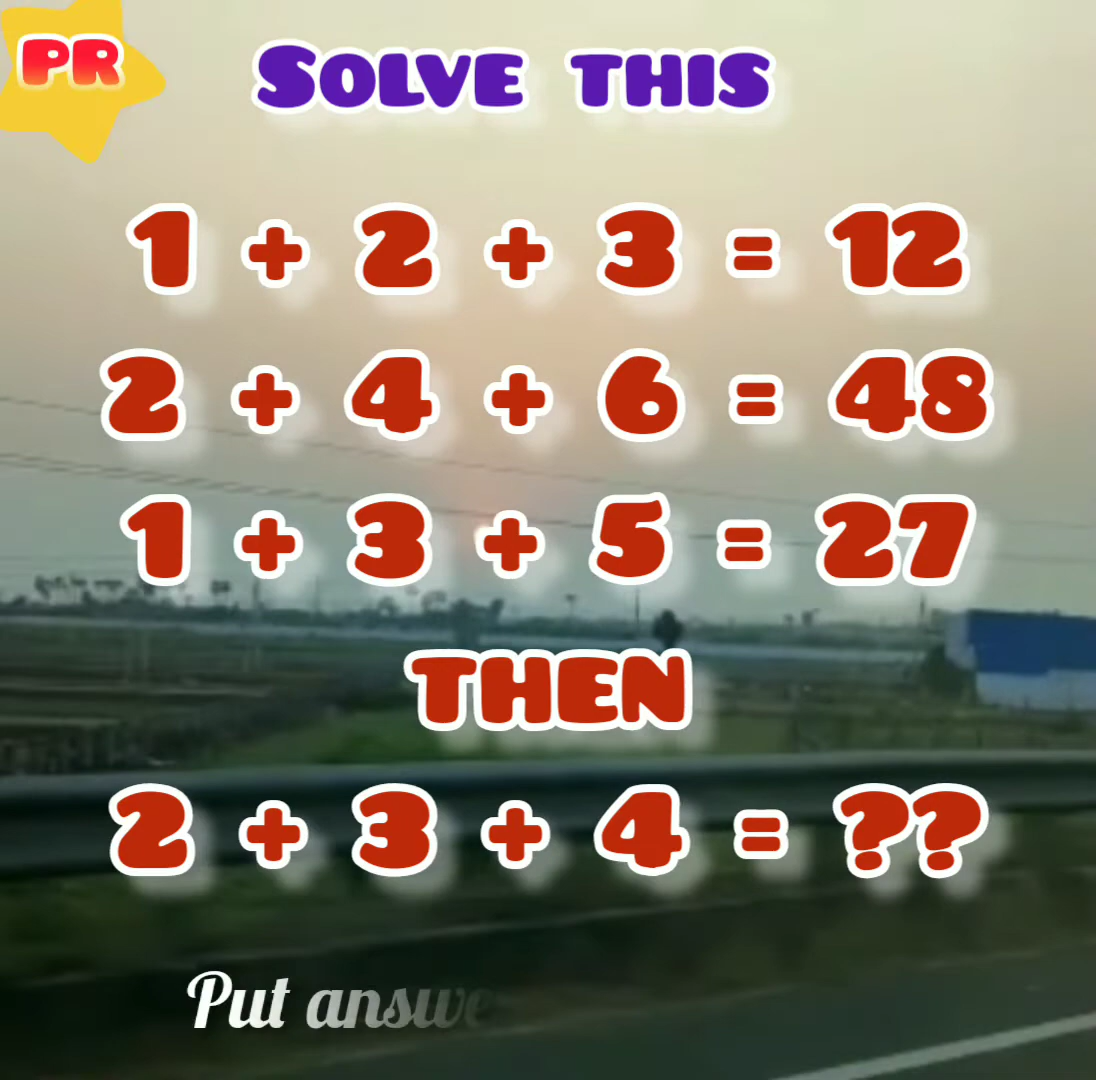 PR
SOLVE THIS
1 + 2 + 3 = 12
2 + 4 + 6 = 48
1 + 3 + 5 = 27
THEN
2 + 3 + 4 = ??
Put answe